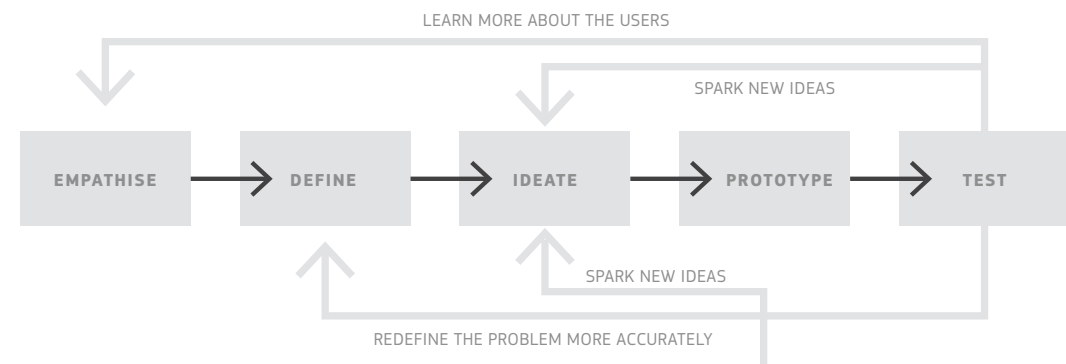 LEARN MORE ABOUT THE USERS
SPARK NEW IDEAS
EMPATHISE
DEFINE
IDEATE
PROTOTYPE
TEST
SPARK NEW IDEAS
REDEFINE THE PROBLEM MORE ACCURATELY